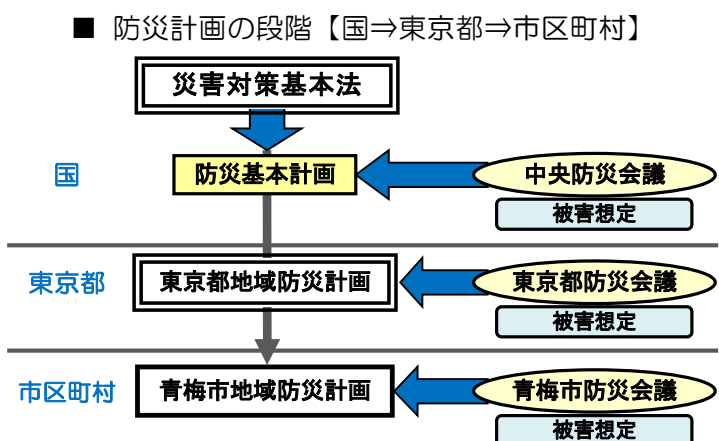 ■ 防災計画の段階【国⇒東京都⇒市区町村】
災害対策基本法
国
防災基本計画
中央防災会議
被害想定
東京都
東京都地域防災計画
東京都防災会議
被害想定
市区町村
青梅市地域防災計画
青梅市防災会議
被害想定